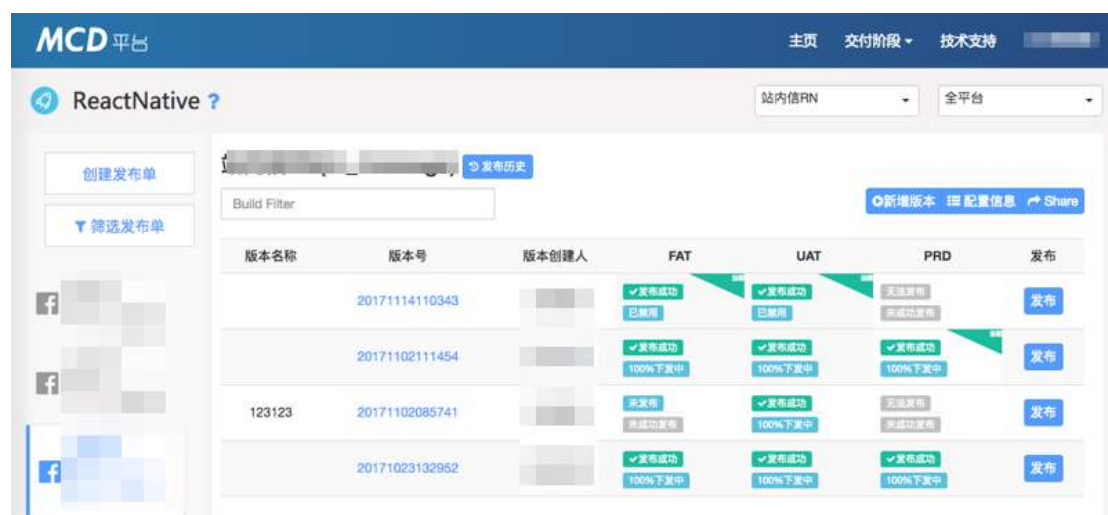 MCD 平台
主页 交付阶段 技术支持
ReactNative ?
站内信RN 全平台
创建发布单
发布历史
Build Filter
新增版本 配置信息 Share
筛选发布单
版本名称 版本号 版本创建人 FAT UAT PRD 发布
20171114110343 发布成功 发布成功 无法发布 发布
已禁用 已禁用 未成功发布
20171102111454 发布成功 发布成功 发布成功 发布
100%下发中 100%下发中 100%下发中
123123 20171102085741 未发布 发布成功 无法发布 发布
未成功发布 100%下发中 未成功发布
20171023132952 发布成功 发布成功 发布成功 发布
100%下发中 100%下发中 100%下发中